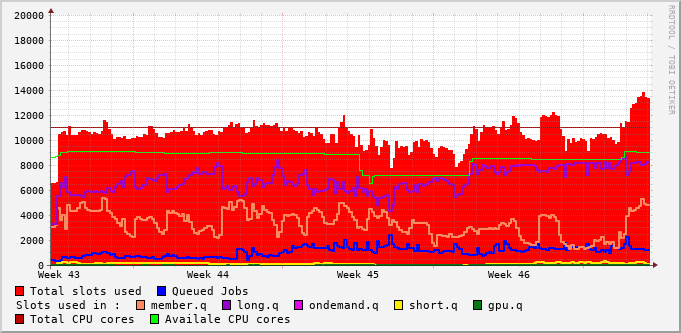 20000
18000
16000
14000
12000
10000
8000
6000
4000
2000
0
Week 43 Week 44 Week 45 Week 46
Total slots used Queued Jobs
Slots used in : member.q long.q ondemand.q short.q gpu.q
Total CPU cores Availale CPU cores
RRDTOOL / TOBI OETIKER